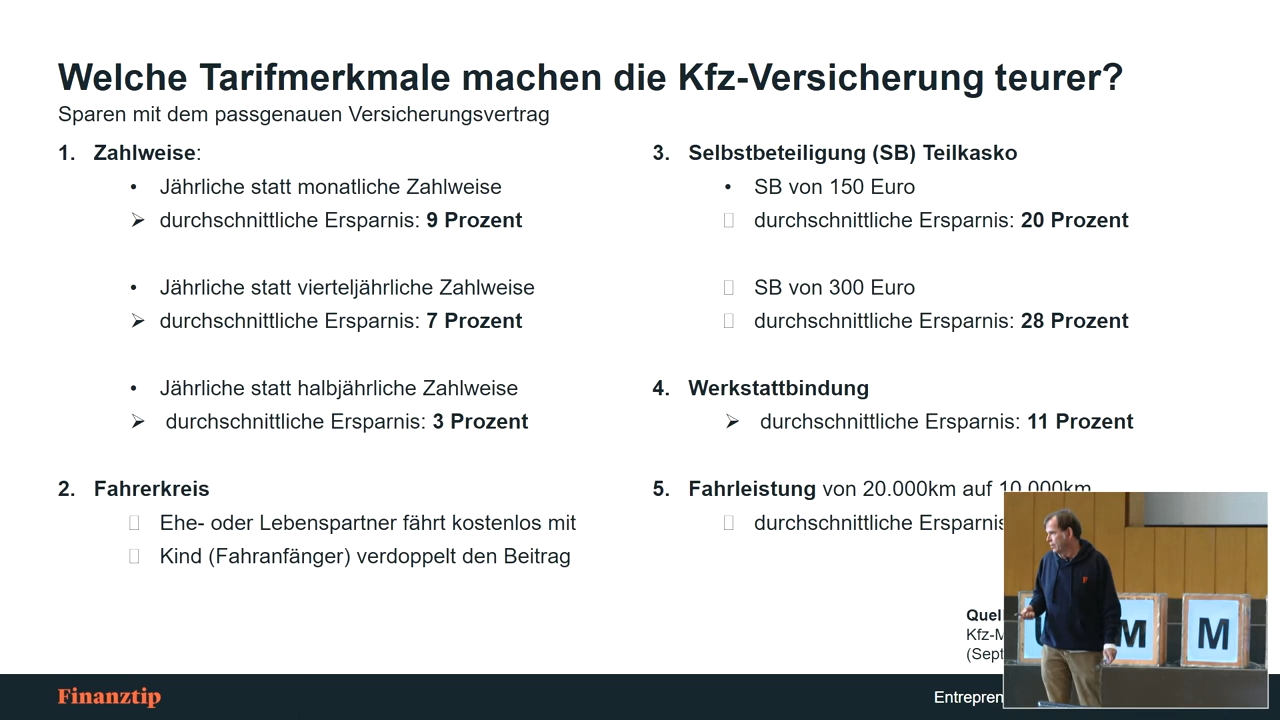 Welche Tarifmerkmale machen die Kfz-Versicherung teurer?
Sparen mit dem passgenauen Versicherungsvertrag
1. Zahlweise:
• Jährliche statt monatliche Zahlweise
➢ durchschnittliche Ersparnis: 9 Prozent
• Jährliche statt vierteljährliche Zahlweise
➢ durchschnittliche Ersparnis: 7 Prozent
• Jährliche statt halbjährliche Zahlweise
➢ durchschnittliche Ersparnis: 3 Prozent
2. Fahrerkreis
Ehe- oder Lebenspartner fährt kostenlos mit
Kind (Fahranfänger) verdoppelt den Beitrag
3. Selbstbeteiligung (SB) Teilkasko
• SB von 150 Euro
durchschnittliche Ersparnis: 20 Prozent
SB von 300 Euro
durchschnittliche Ersparnis: 28 Prozent
4. Werkstattbindung
➢ durchschnittliche Ersparnis: 11 Prozent
5. Fahrleistung von 20.000km auf 10.000km
durchschnittliche Ersparnis
M
M
Finanztip